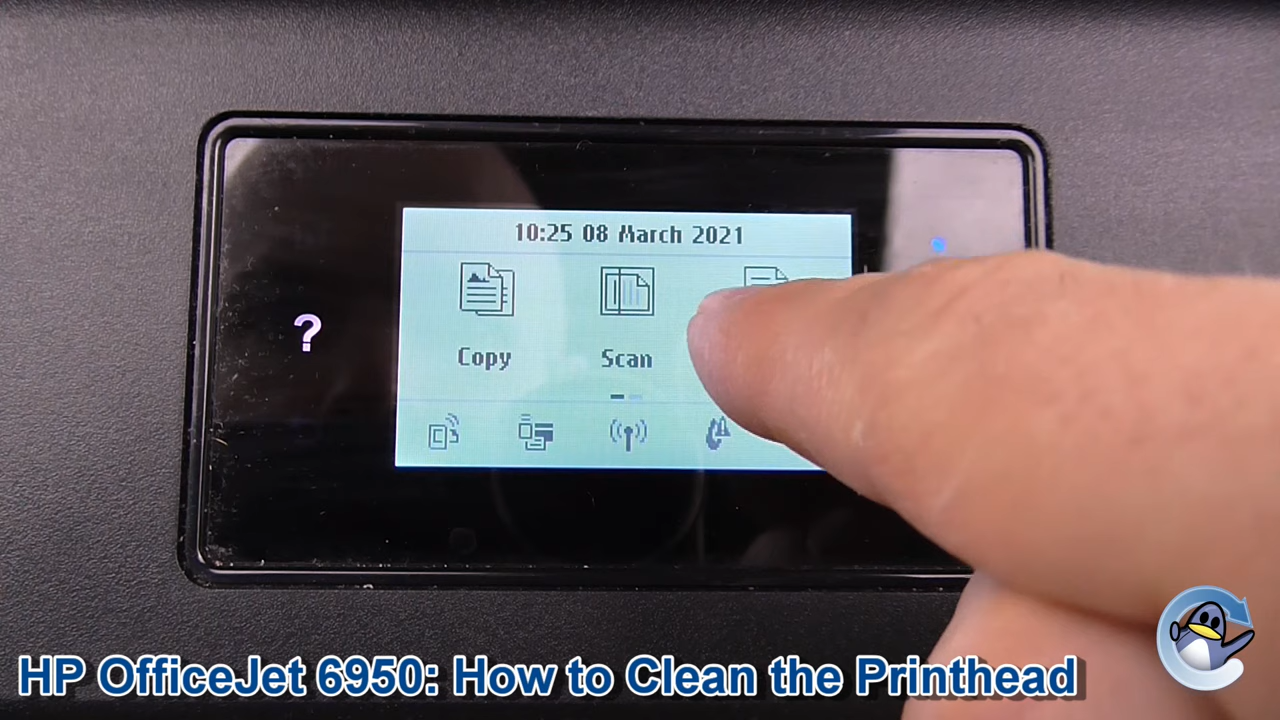 10:25 08 March 2021
Copy
Scan
?
HP OfficeJet 6950: How to Clean the Printhead